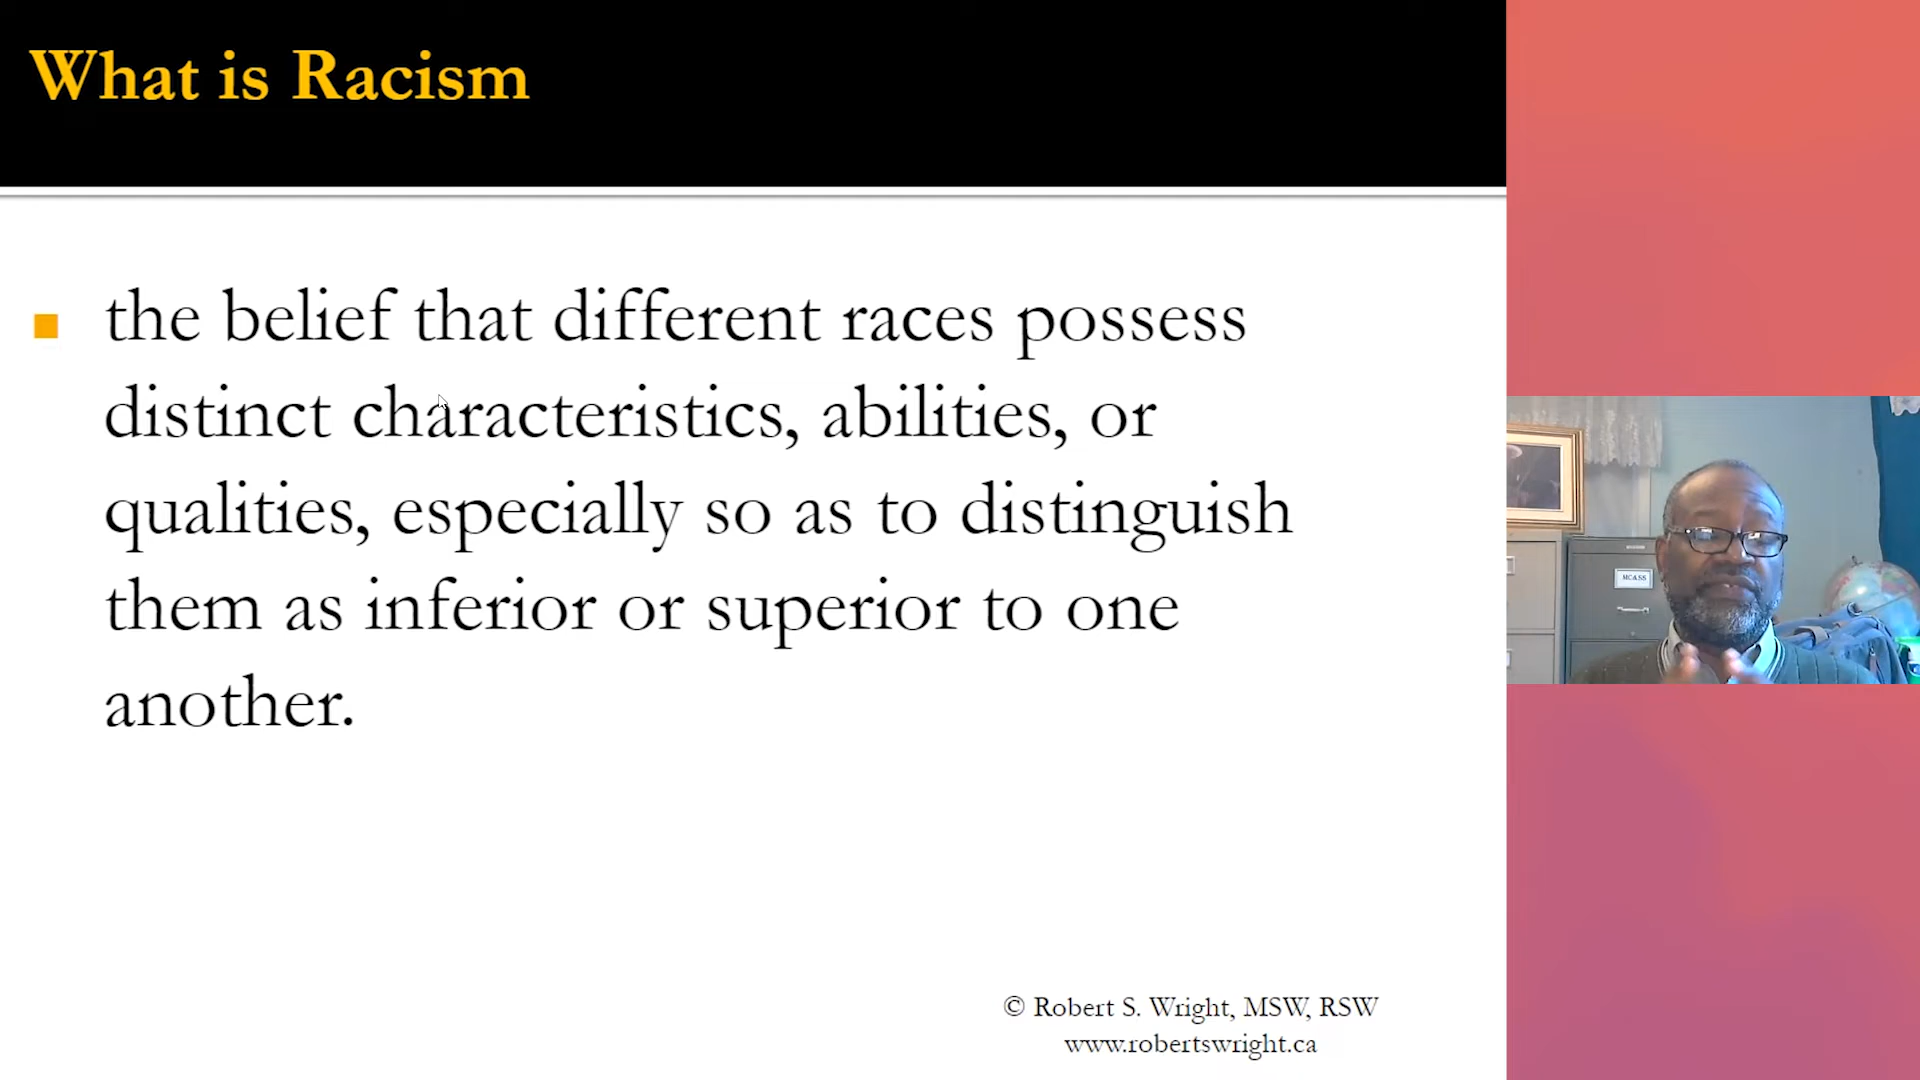 What is Racism
the belief that different races possess
distinct characteristics, abilities, or
qualities, especially so as to distinguish
them as inferior or superior to one
another.
MCASS
© Robert S. Wright, MSW, RSW
www.robertswright.ca